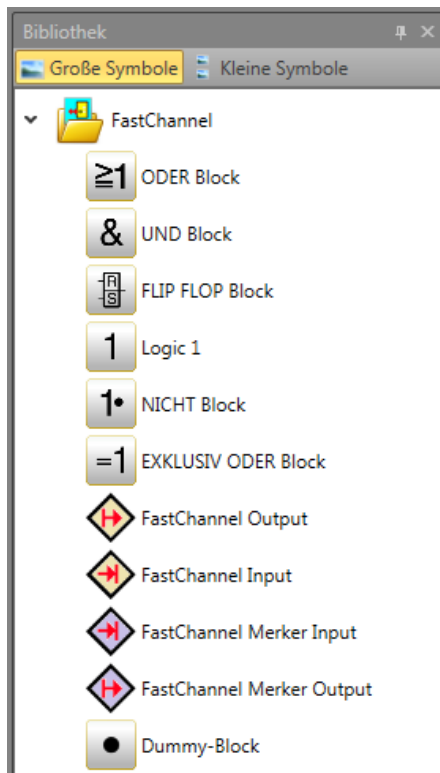 Bibliothek
Große Symbole Kleine Symbole
FastChannel
≧1 ODER Block
& UND Block
R S FLIP FLOP Block
1 Logic 1
1• NICHT Block
=1 EXKLUSIV ODER Block
FastChannel Output
FastChannel Input
FastChannel Merker Input
FastChannel Merker Output
Dummy-Block